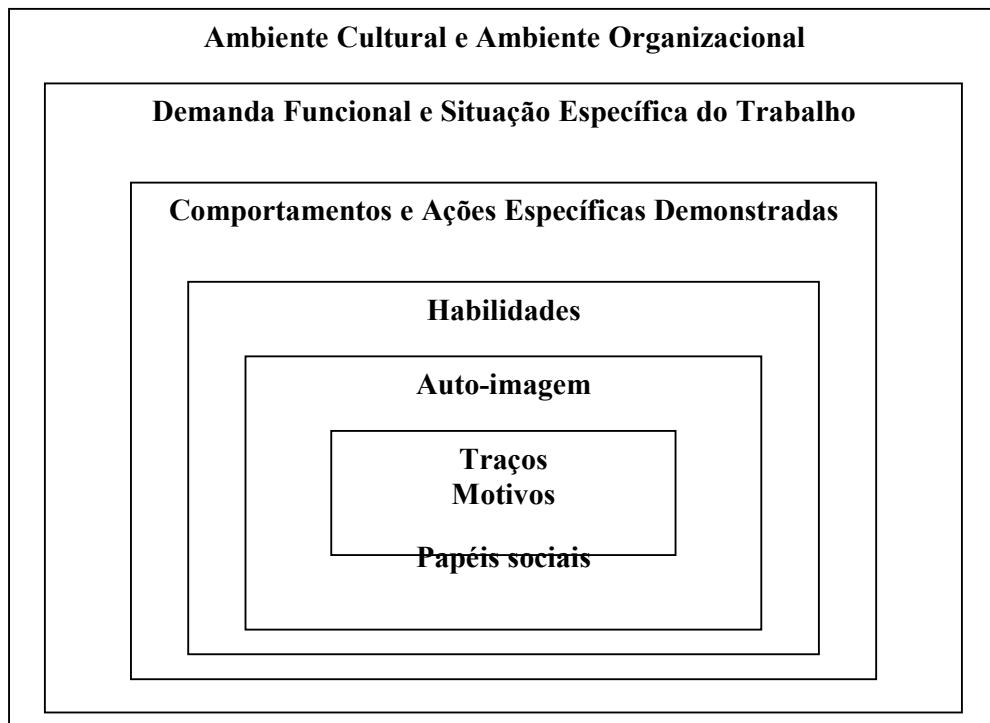 Ambiente Cultural e Ambiente Organizacional
Demanda Funcional e Situação Específica do Trabalho
Comportamentos e Ações Específicas Demonstradas
Habilidades
Auto-imagem
Traços
Motivos
Papéis sociais